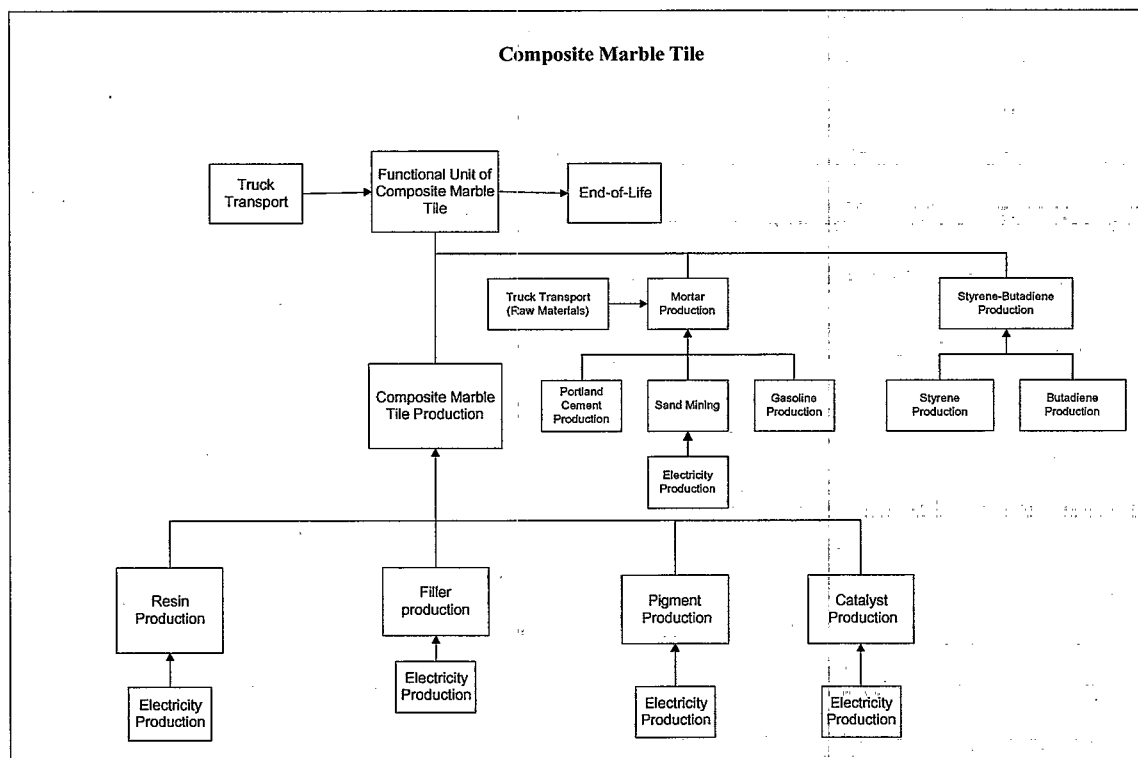 Composite Marble Tile
Truck
Transport
Functional Unit of
Composite Marble
Tile
End-of-Life
Truck Transport
(Raw Materials)
Mortar
Production
Styrene-Butadiene
Production
Composite Marble
Tile Production
Portland
Cement
Production
Sand Mining
Gasoline
Production
Styrene
Production
Butadiene
Production
Electricity
Production
Resin
Production
Filler
production
Pigment
Production
Catalyst
Production
Electricity
Production
Electricity
Production
Electricity
Production
Electricity
Production